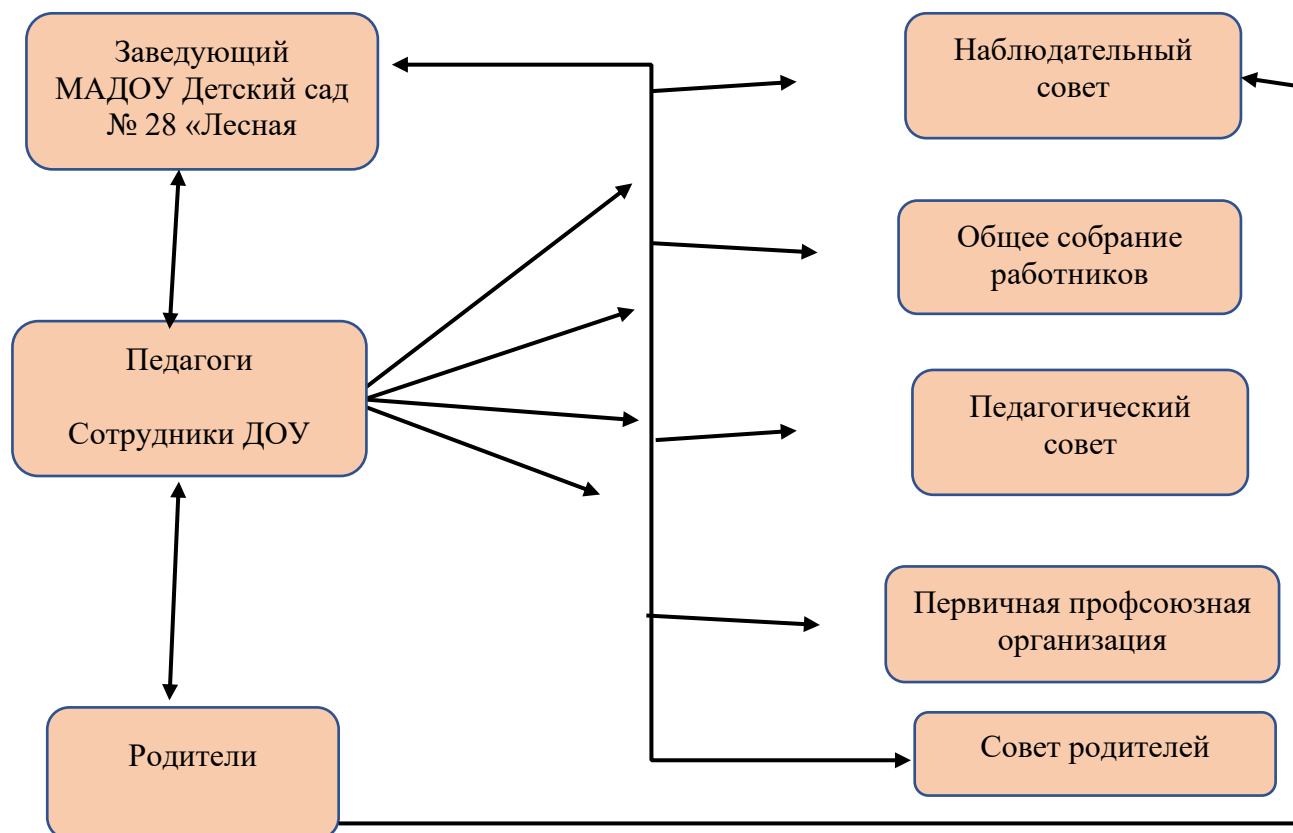 Заведующий
МАДОУ Детский сад
№ 28 «Лесная
Наблюдательный
совет
Общее собрание
работников
Педагоги
Сотрудники ДОУ
Педагогический
совет
Первичная профсоюзная
организация
Родители
Совет родителей